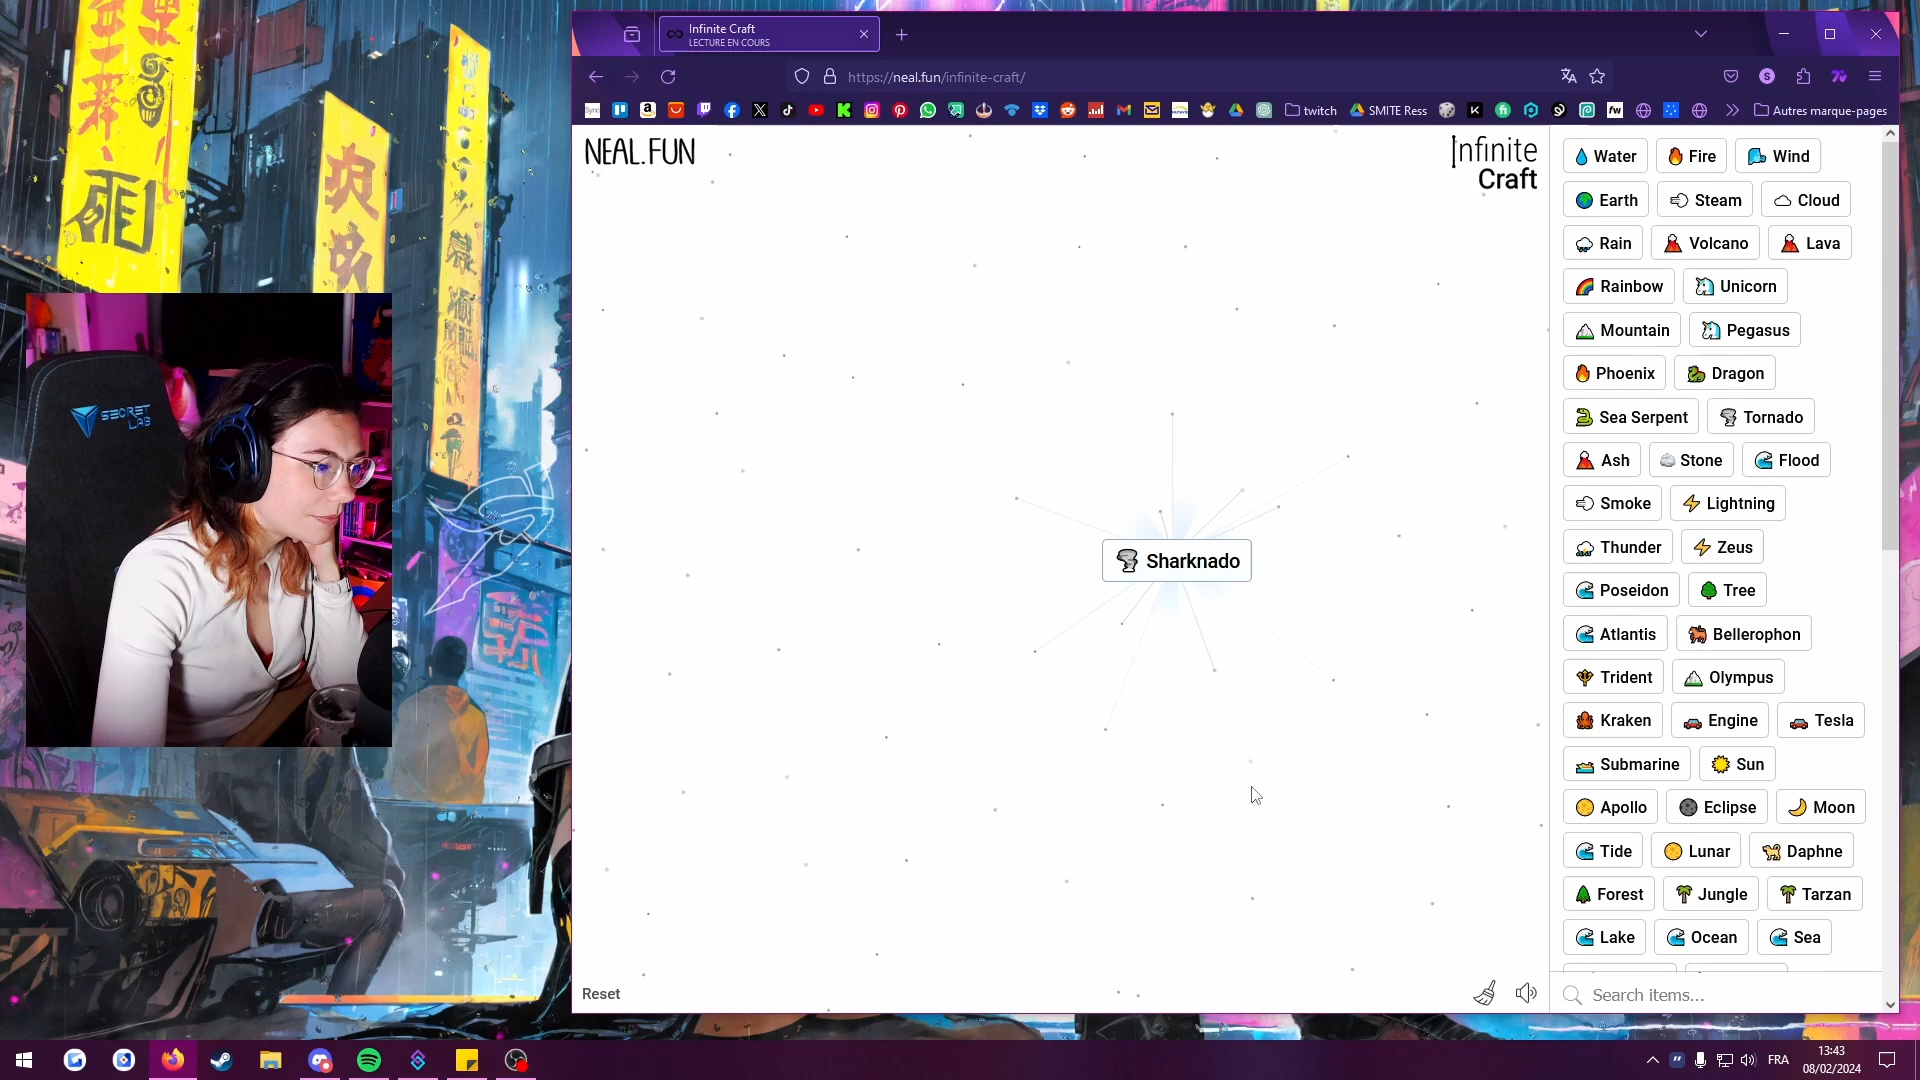 Infinite Craft
LECTURE EN COURS
https://neal.fun/infinite-craft/
twitch
SMITE Ress
Autres marque-pages
NEAL.FUN
Infinite
Craft
Water
Fire
Wind
Earth
Steam
Cloud
Rain
Volcano
Lava
Rainbow
Unicorn
Mountain
Pegasus
Phoenix
Dragon
Sea Serpent
Tornado
Ash
Stone
Flood
Smoke
Lightning
Thunder
Zeus
Poseidon
Tree
Atlantis
Bellerophon
Trident
Olympus
Kraken
Engine
Tesla
Submarine
Sun
Apollo
Eclipse
Moon
Tide
Lunar
Daphne
Forest
Jungle
Tarzan
Lake
Ocean
Sea
Sharknado
SECRET
LAB
Reset
Search items...
FRA
13:43
08/02/2024